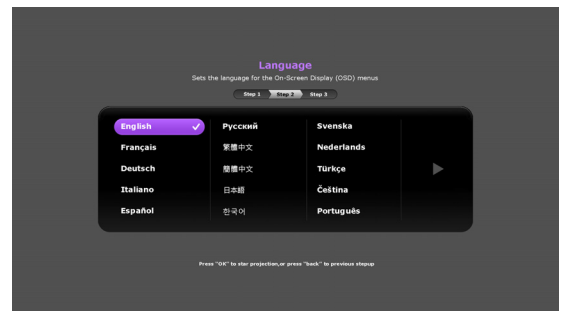 Language
Sets the language for the On-Screen Display (OSD) menus
Step 1 Step 2 Step 3
English Русский Svenska
Français 繁體中文 Nederlands
Deutsch 簡體中文 Türkçe
Italiano 日本語 Čeština
Español 한국어 Português
Press "OK" to star projection,or press "back" to previous stepup